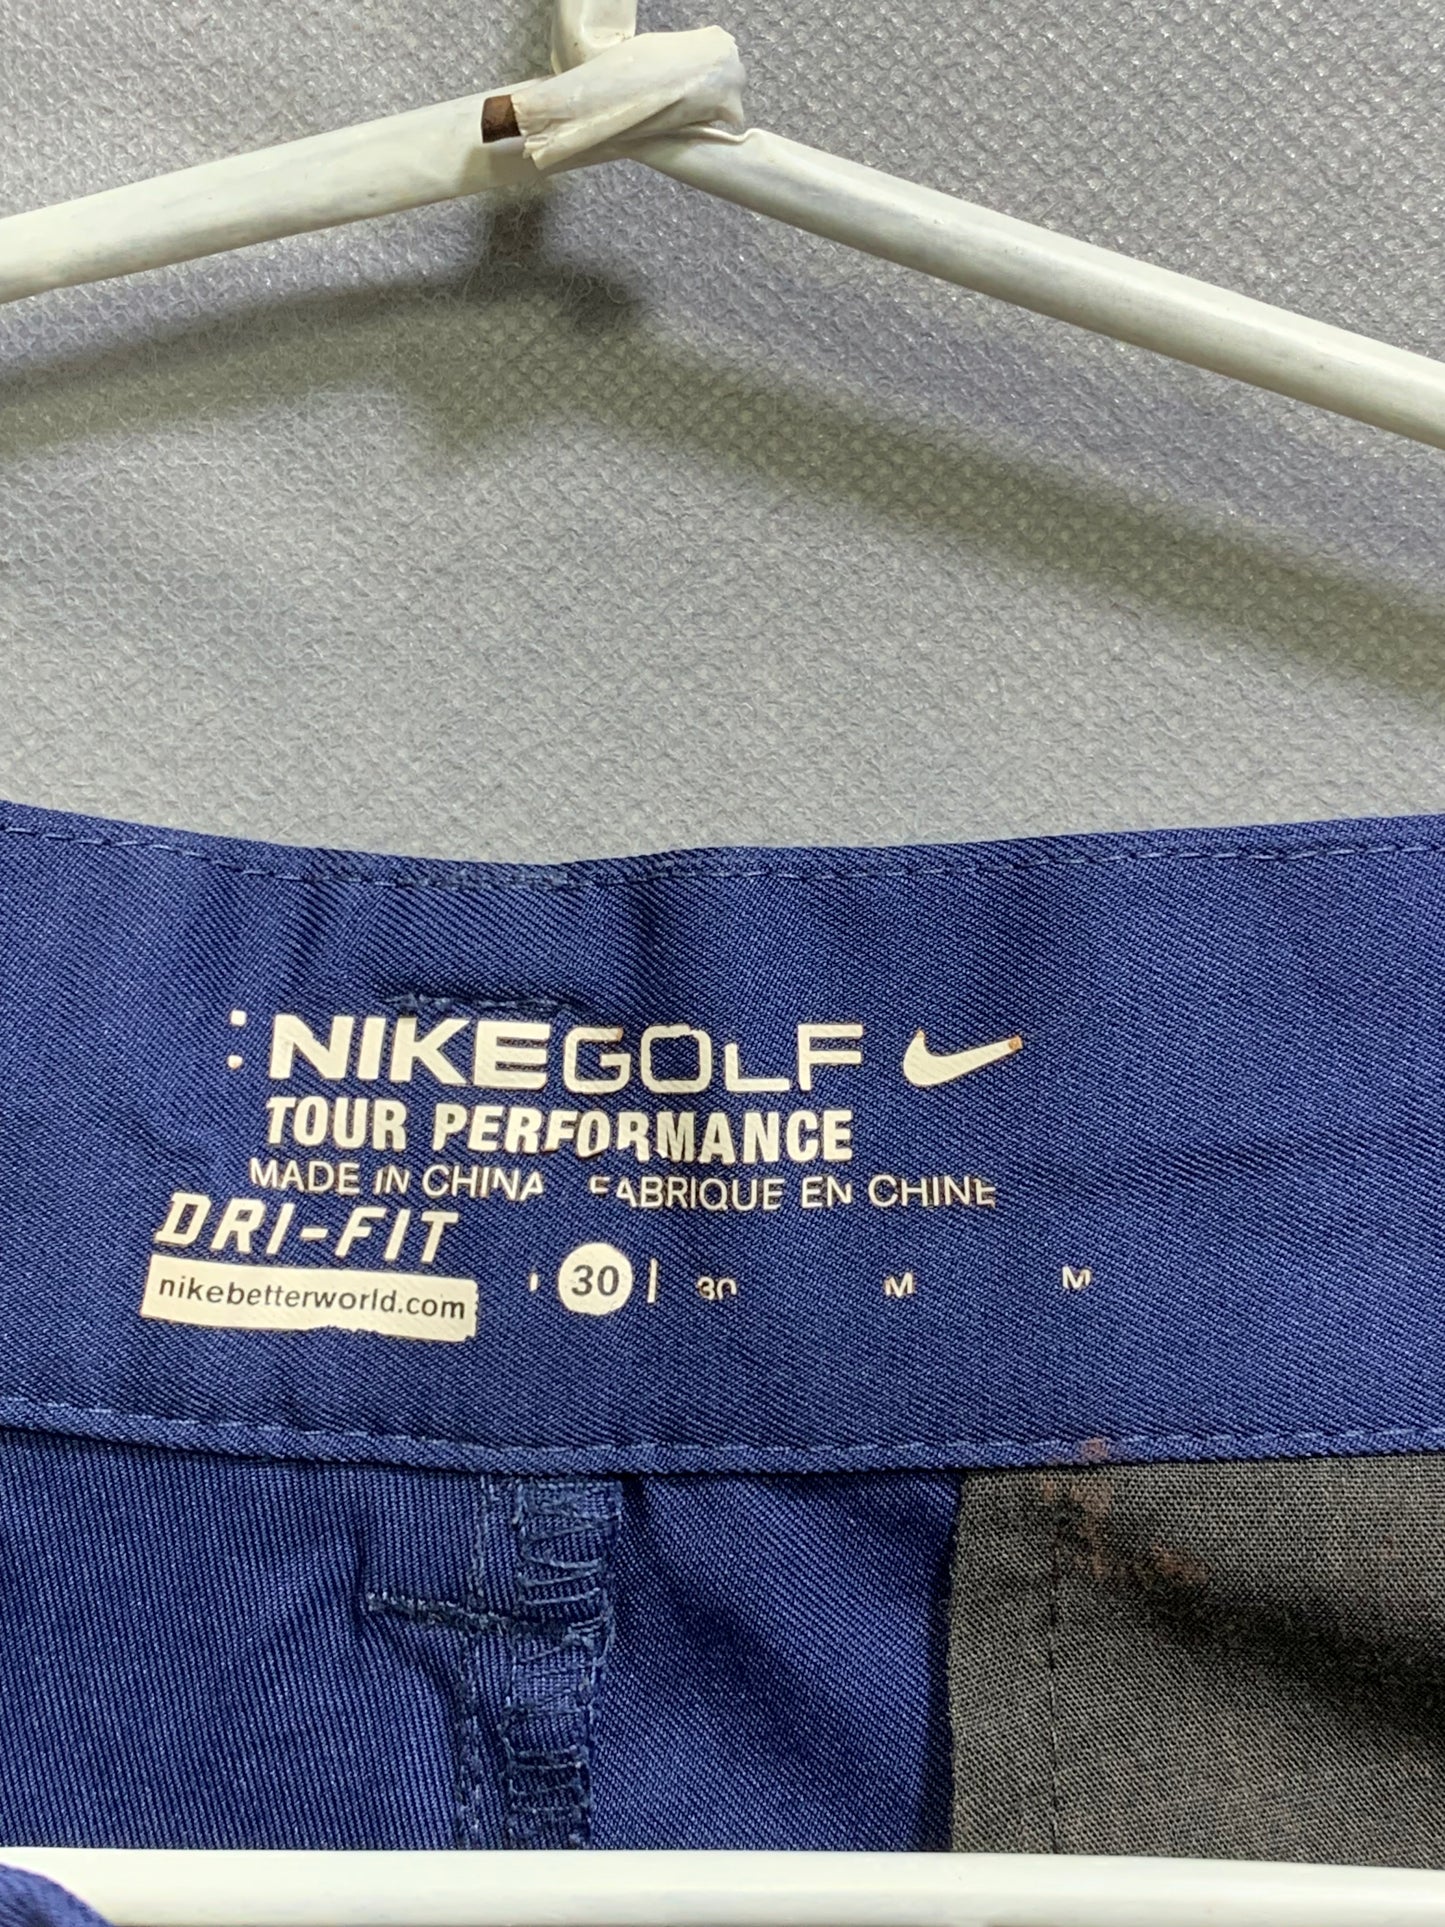 NIKEGOLF
TOUR PERFORMANCE
MADE IN CHINA FABRIQUE EN CHINE
DRI-FIT
nikebetterworld.com
30 30 M M